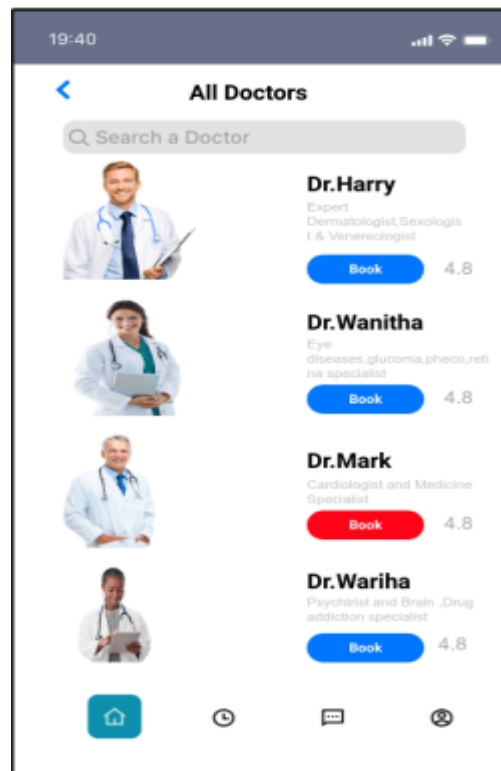 19:40
All Doctors
Search a Doctor
Dr.Harry
Expert
Dermatologist,Sexologis
t & Venereologist
Book 4.8
Dr.Wanitha
Eye
diseases,glucoma,pheco,reti
na specialist
Book 4.8
Dr.Mark
Cardiologist and Medicine
Specialist
Book 4.8
Dr.Wariha
Psychtrist and Brain ,Drug
addiction specialist
Book 4.8